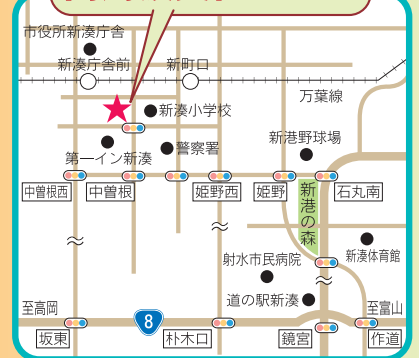 市役所新湊庁舎
新湊庁舎前
新町口
万葉線
新湊小学校
新港野球場
第一イン新湊
警察署
中曽根西
中曽根
姫野西
姫野
新港の森
石丸南
射水市民病院
新湊体育館
道の駅新湊
至高岡
至富山
8
坂東
朴木口
鏡宮
作道